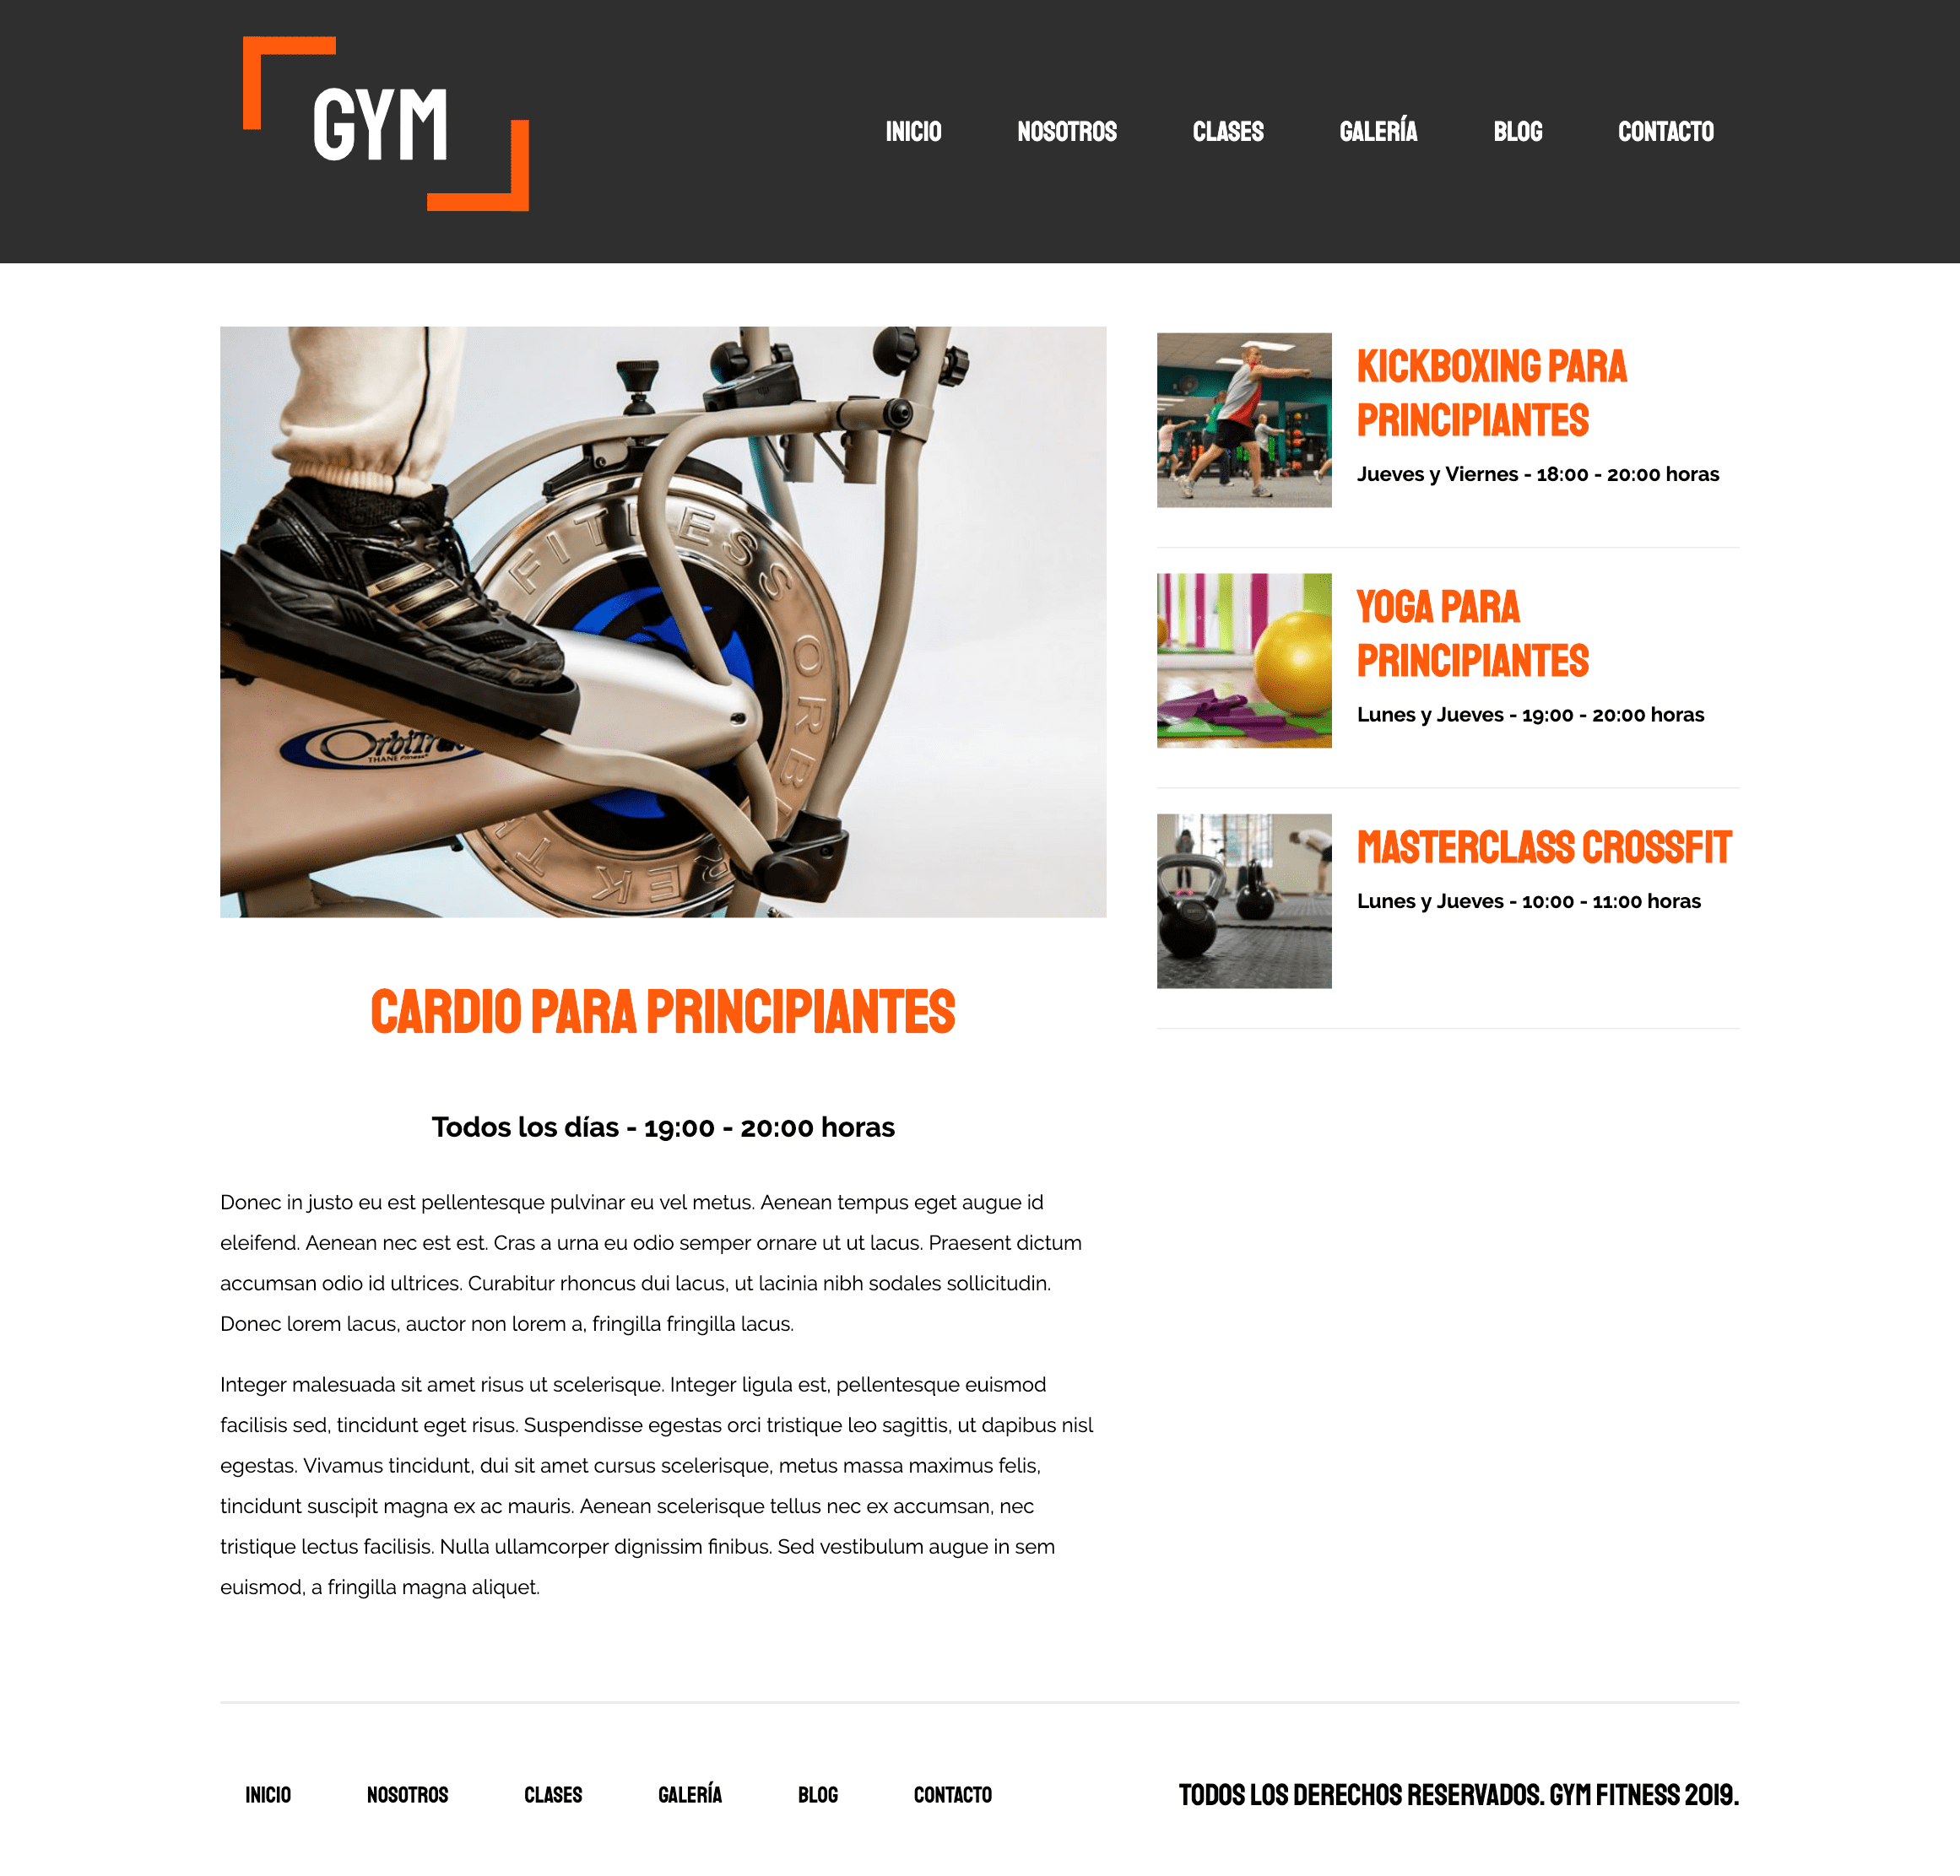 GYM
INICIO NOSOTROS CLASES GALERÍA BLOG CONTACTO
FITNESS ORBITREK
THANE Fitness
KICKBOXING PARA
PRINCIPIANTES
Jueves y Viernes - 18:00 - 20:00 horas
YOGA PARA
PRINCIPIANTES
Lunes y Jueves - 19:00 - 20:00 horas
MASTERCLASS CROSSFIT
Lunes y Jueves - 10:00 - 11:00 horas
CARDIO PARA PRINCIPIANTES
Todos los días - 19:00 - 20:00 horas
Donec in justo eu est pellentesque pulvinar eu vel metus. Aenean tempus eget augue id
eleifend. Aenean nec est est. Cras a urna eu odio semper ornare ut ut lacus. Praesent dictum
accumsan odio id ultrices. Curabitur rhoncus dui lacus, ut lacinia nibh sodales sollicitudin.
Donec lorem lacus, auctor non lorem a, fringilla fringilla lacus.
Integer malesuada sit amet risus ut scelerisque. Integer ligula est, pellentesque euismod
facilisis sed, tincidunt eget risus. Suspendisse egestas orci tristique leo sagittis, ut dapibus nisl
egestas. Vivamus tincidunt, dui sit amet cursus scelerisque, metus massa maximus felis,
tincidunt suscipit magna ex ac mauris. Aenean scelerisque tellus nec ex accumsan, nec
tristique lectus facilisis. Nulla ullamcorper dignissim finibus. Sed vestibulum augue in sem
euismod, a fringilla magna aliquet.
INICIO NOSOTROS CLASES GALERÍA BLOG CONTACTO
TODOS LOS DERECHOS RESERVADOS. GYM FITNESS 2019.